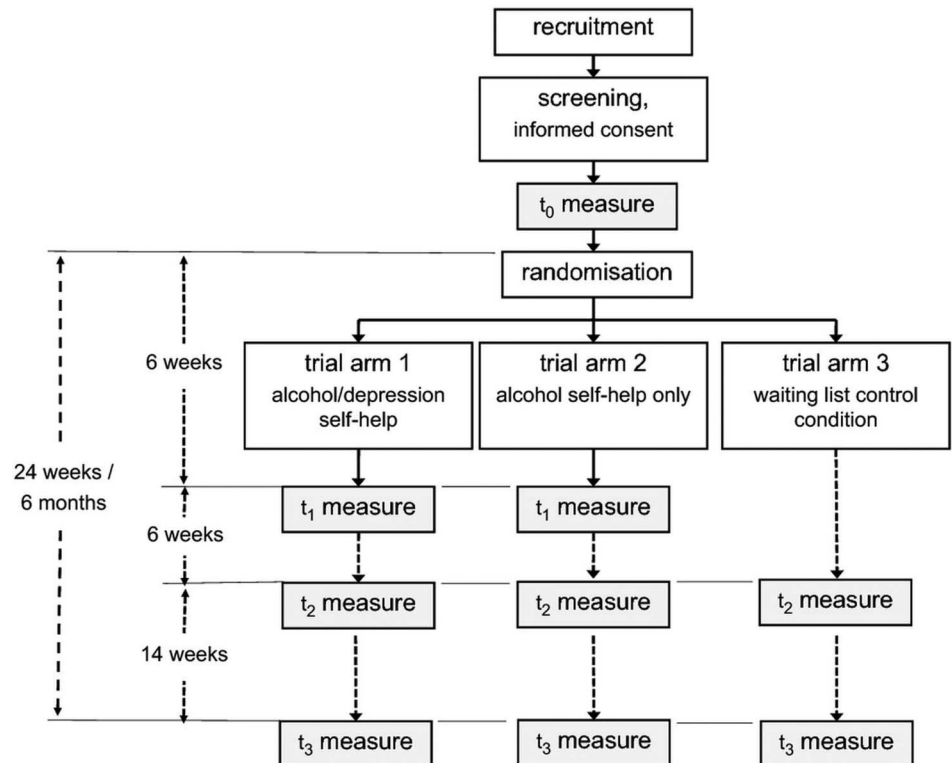 recruitment
screening,
informed consent
t₀ measure
randomisation
6 weeks
trial arm 1
alcohol/depression
self-help
trial arm 2
alcohol self-help only
trial arm 3
waiting list control
condition
24 weeks /
6 months
t₁ measure
t₁ measure
6 weeks
t₂ measure
t₂ measure
t₂ measure
14 weeks
t₃ measure
t₃ measure
t₃ measure